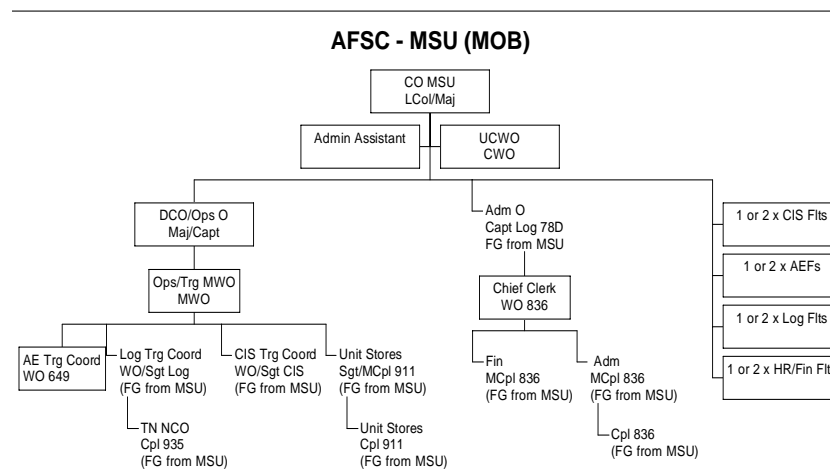 AFSC - MSU (MOB)
CO MSU
LCol/Maj
Admin Assistant
UCWO
CWO
DCO/Ops O
Maj/Capt
Adm O
Capt Log 78D
FG from MSU
1 or 2 x CIS Flts
1 or 2 x AEFs
1 or 2 x Log Flts
1 or 2 x HR/Fin Flt
Ops/Trg MWO
MWO
Chief Clerk
WO 836
AE Trg Coord
WO 649
Log Trg Coord
WO/Sgt Log
(FG from MSU)
CIS Trg Coord
WO/Sgt CIS
(FG from MSU)
Unit Stores
Sgt/MCpl 911
(FG from MSU)
Fin
MCpl 836
(FG from MSU)
Adm
MCpl 836
(FG from MSU)
TN NCO
Cpl 935
(FG from MSU)
Unit Stores
Cpl 911
(FG from MSU)
Cpl 836
(FG from MSU)